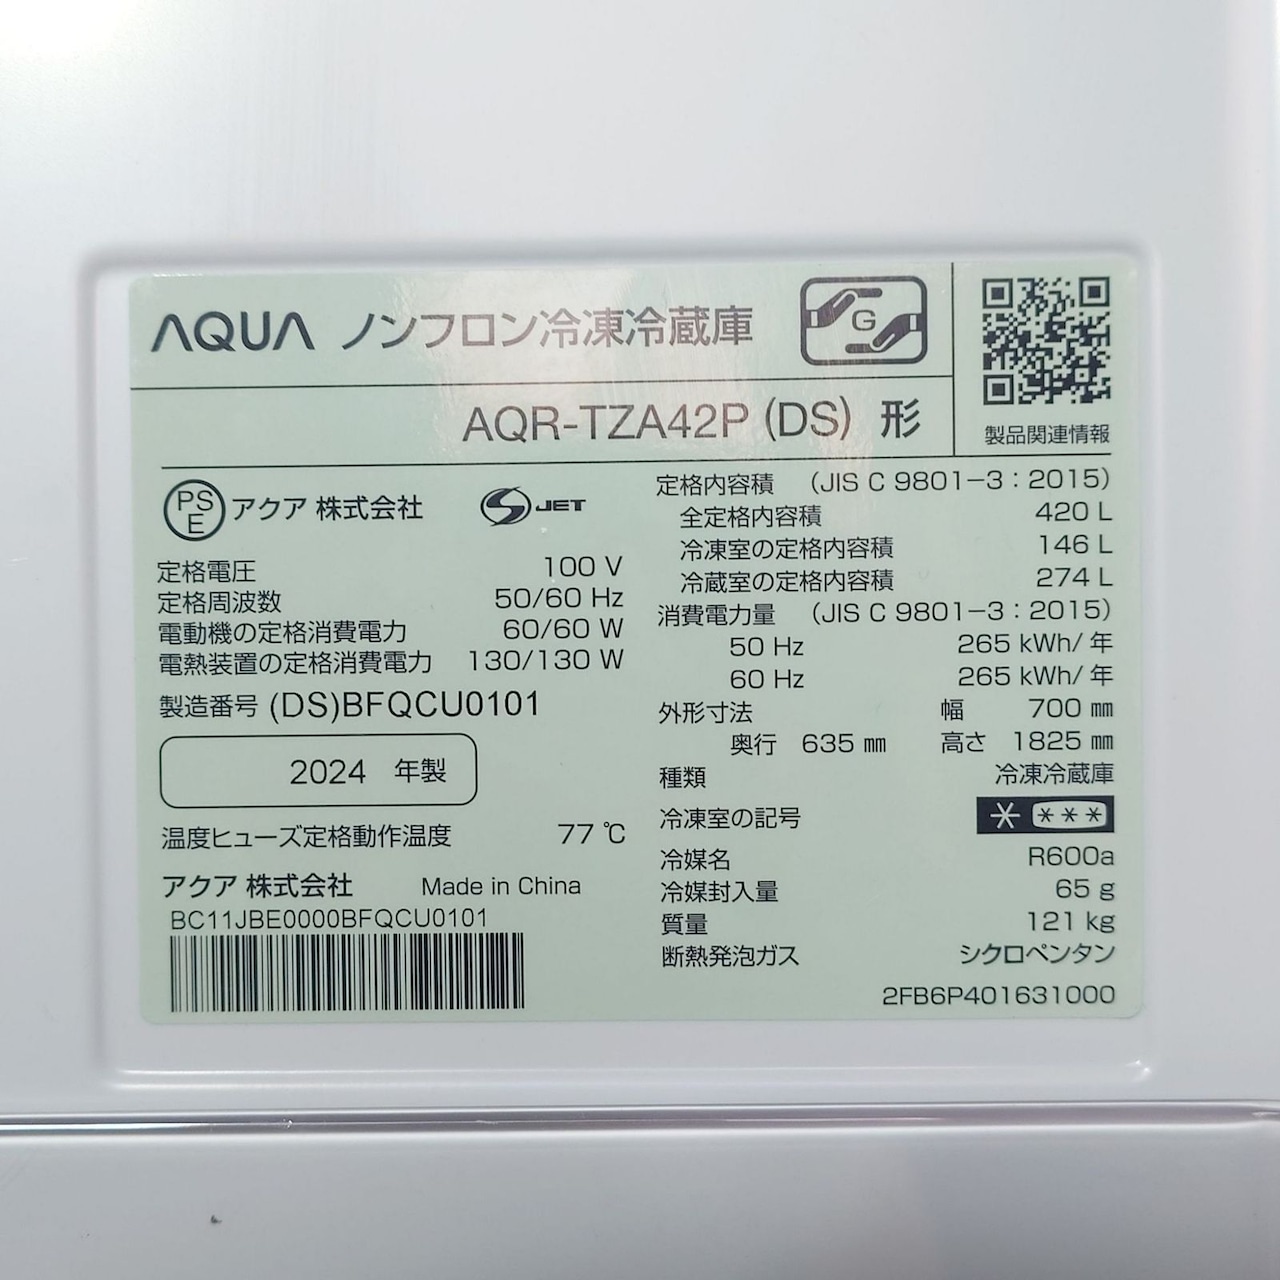 AQUA ノンフロン冷凍冷蔵庫
G
AQR-TZA42P (DS) 形
製品関連情報
PS
E
アクア 株式会社
S JET
定格電圧 100 V
定格周波数 50/60 Hz
電動機の定格消費電力 60/60 W
電熱装置の定格消費電力 130/130 W
製造番号 (DS)BFQCU0101
2024 年製
温度ヒューズ定格動作温度 77 ℃
アクア 株式会社 Made in China
BC11JBE0000BFQCU0101
定格内容積 (JIS C 9801-3:2015)
全定格内容積 420 L
冷凍室の定格内容積 146 L
冷蔵室の定格内容積 274 L
消費電力量 (JIS C 9801-3:2015)
50 Hz 265 kWh/年
60 Hz 265 kWh/年
外形寸法 幅 700 ㎜
奥行 635 ㎜ 高さ 1825 ㎜
種類 冷凍冷蔵庫
冷凍室の記号 * ***
冷媒名 R600a
冷媒封入量 65 g
質量 121 kg
断熱発泡ガス シクロペンタン
2FB6P401631000